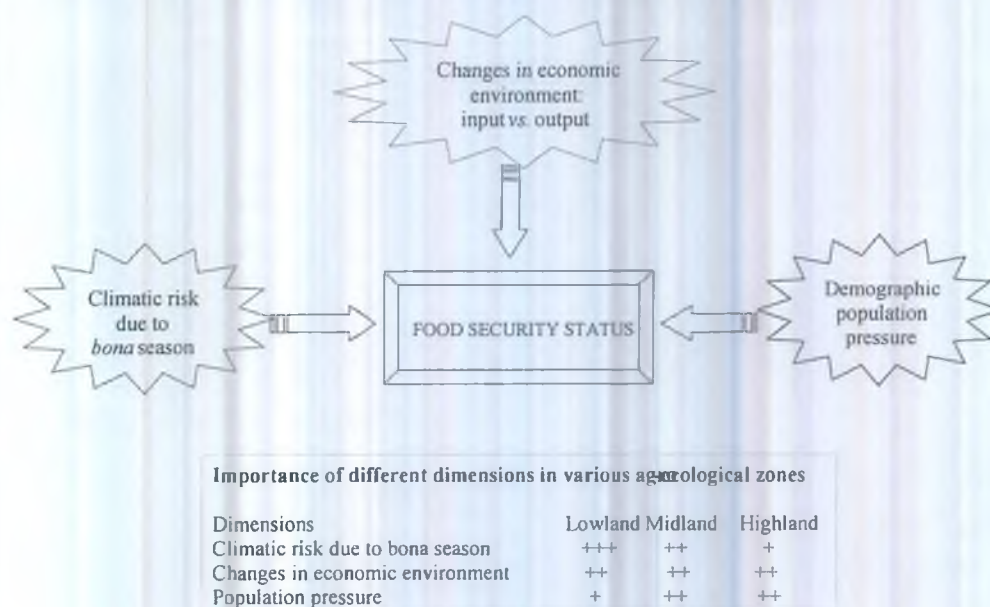 Changes in economic
environment:
input vs. output
Climatic risk
due to
bona season
FOOD SECURITY STATUS
Demographic
population
pressure
Importance of different dimensions in various zones
Dimensions Lowland Midland Highland
Climatic risk due to bona season +++ ++ +
Changes in economic environment ++ ++ ++
Population pressure + ++ ++